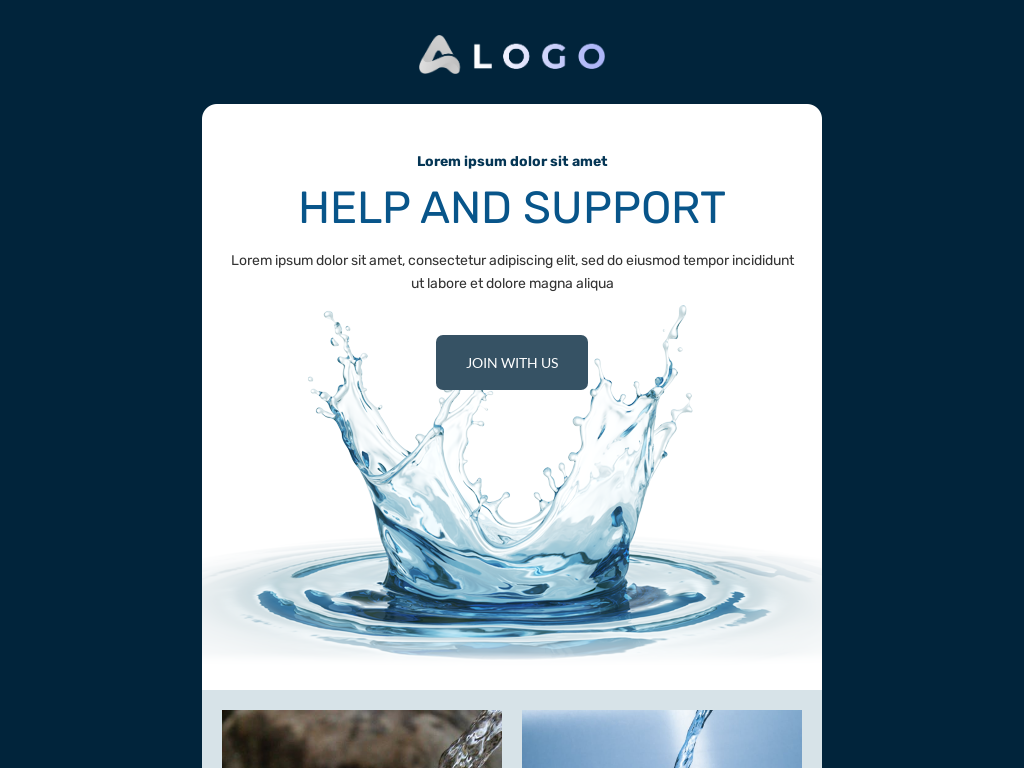 LOGO
Lorem ipsum dolor sit amet
HELP AND SUPPORT
Lorem ipsum dolor sit amet, consectetur adipiscing elit, sed do eiusmod tempor incididunt
ut labore et dolore magna aliqua
JOIN WITH US